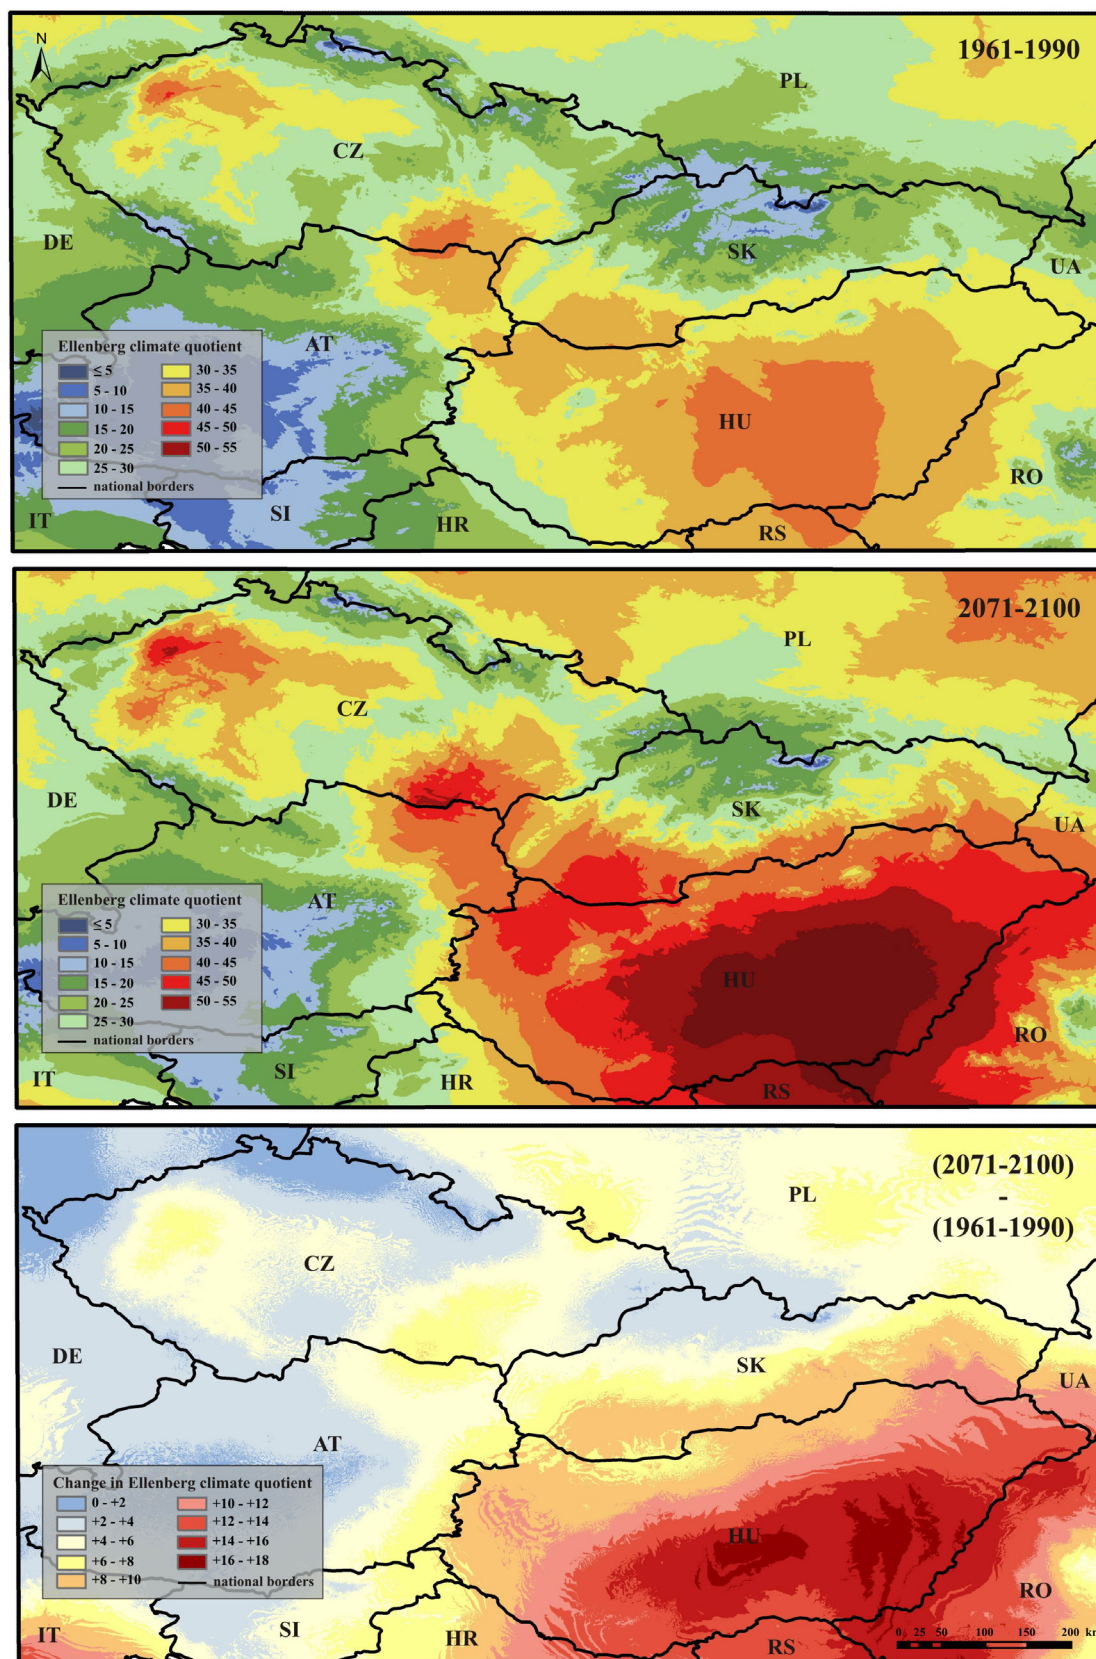 N
1961-1990
PL
CZ
DE
SK
UA
AT
HU
RO
SI
IT
HR
RS
Ellenberg climate quotient
≤ 5
5 - 10
10 - 15
15 - 20
20 - 25
25 - 30
30 - 35
35 - 40
40 - 45
45 - 50
50 - 55
national borders
2071-2100
PL
CZ
DE
SK
UA
AT
HU
RO
SI
IT
HR
RS
Ellenberg climate quotient
≤ 5
5 - 10
10 - 15
15 - 20
20 - 25
25 - 30
30 - 35
35 - 40
40 - 45
45 - 50
50 - 55
national borders
(2071-2100)
-
(1961-1990)
PL
CZ
DE
SK
UA
AT
HU
RO
SI
IT
HR
RS
Change in Ellenberg climate quotient
0 - +2
+2 - +4
+4 - +6
+6 - +8
+8 - +10
+10 - +12
+12 - +14
+14 - +16
+16 - +18
national borders
0 25 50 100 150 200